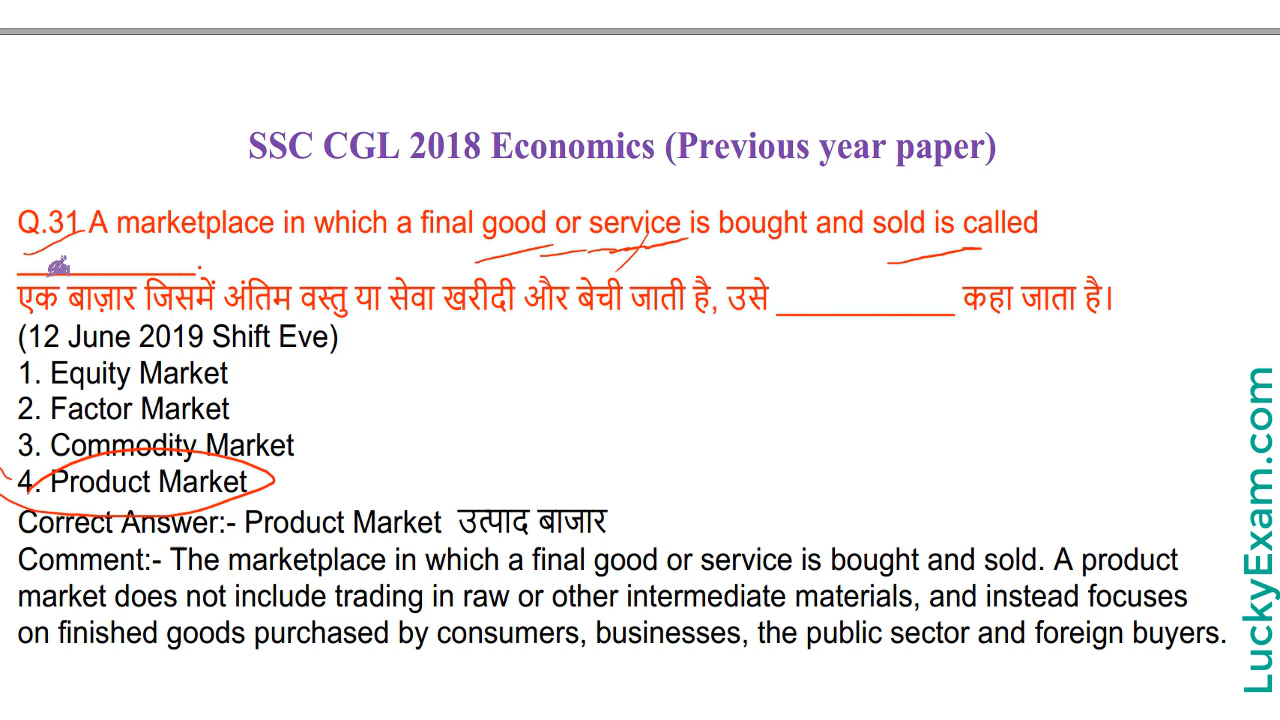 SSC CGL 2018 Economics (Previous year paper)
Q.31 A marketplace in which a final good or service is bought and sold is called
___________.
एक बाज़ार जिसमें अंतिम वस्तु या सेवा खरीदी और बेची जाती है, उसे ___________ कहा जाता है।
(12 June 2019 Shift Eve)
1. Equity Market
2. Factor Market
3. Commodity Market
4. Product Market
Correct Answer:- Product Market उत्पाद बाजार
Comment:- The marketplace in which a final good or service is bought and sold. A product
market does not include trading in raw or other intermediate materials, and instead focuses
on finished goods purchased by consumers, businesses, the public sector and foreign buyers.
LuckyExam.com